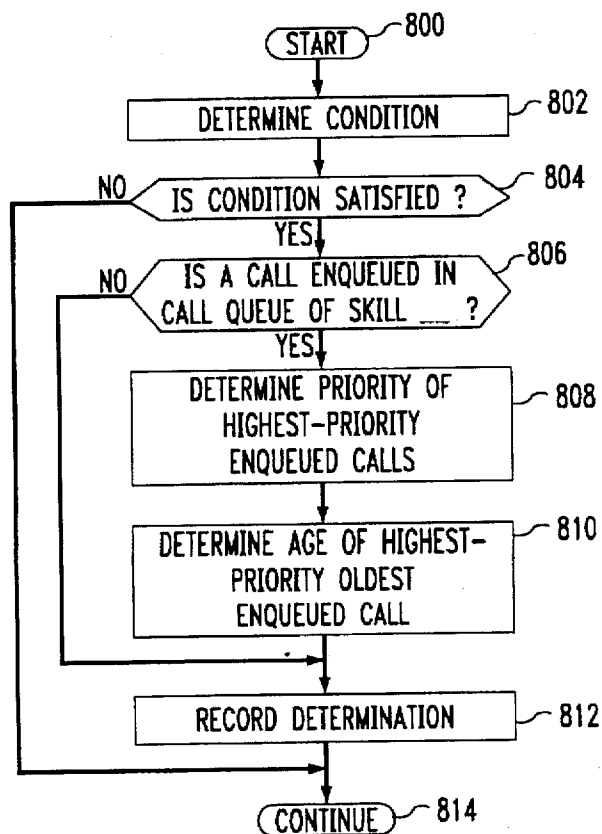 START
800
DETERMINE CONDITION
802
NO
IS CONDITION SATISFIED ?
804
YES
NO
IS A CALL ENQUEUED IN
CALL QUEUE OF SKILL __ ?
806
YES
DETERMINE PRIORITY OF
HIGHEST-PRIORITY
ENQUEUED CALLS
808
DETERMINE AGE OF HIGHEST-
PRIORITY OLDEST
ENQUEUED CALL
810
RECORD DETERMINATION
812
CONTINUE
814